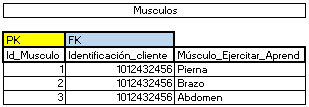 Musculos
PK FK
Id_Musculo Identificación_cliente Músculo_Ejercitar_Aprend
1 1012432456 Pierna
2 1012432456 Brazo
3 1012432456 Abdomen